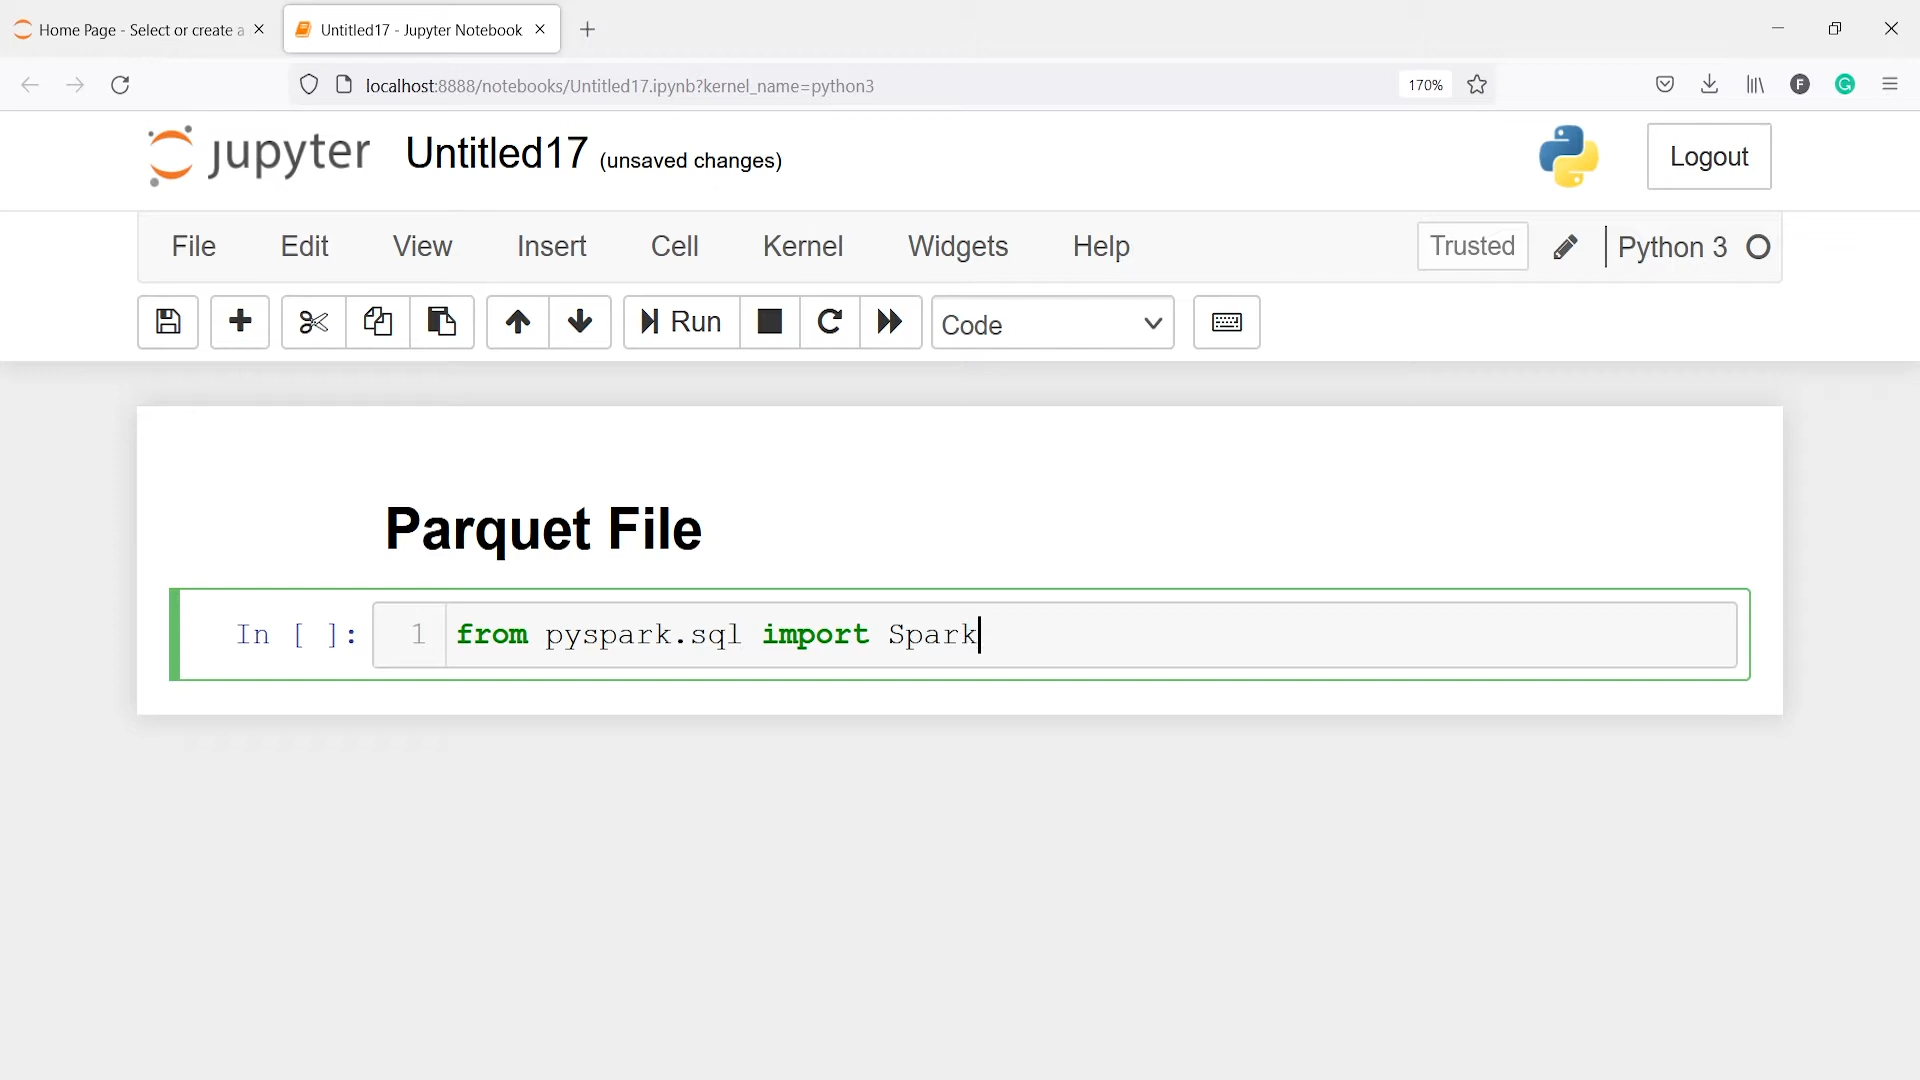 Home Page - Select or create a
Untitled17 - Jupyter Notebook
localhost:8888/notebooks/Untitled17.ipynb?kernel_name=python3
170%
F
G
jupyter
Untitled17 (unsaved changes)
Logout
File Edit View Insert Cell Kernel Widgets Help
Trusted
Python 3
Run
Code
Parquet File
In [ ]:
1
from pyspark.sql import Spark